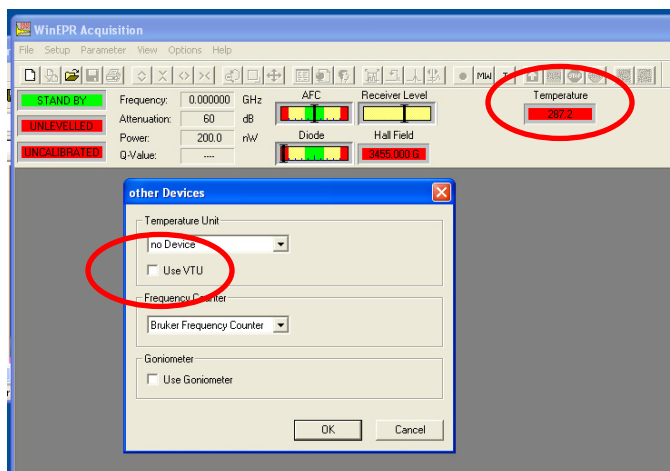 WinEPR Acquisition
File Setup Parameter View Options Help
MW
STAND BY
UNLEVELLED
UNCALIBRATED
Frequency: 0.000000 GHz
Attenuation: 60 dB
Power: 200.0 nW
Q-Value: ----
AFC
Diode
Receiver Level
Hall Field
3455.000 G
Temperature
287.2
other Devices
Temperature Unit
no Device
Use VTU
Frequency Counter
Bruker Frequency Counter
Goniometer
Use Goniometer
OK Cancel